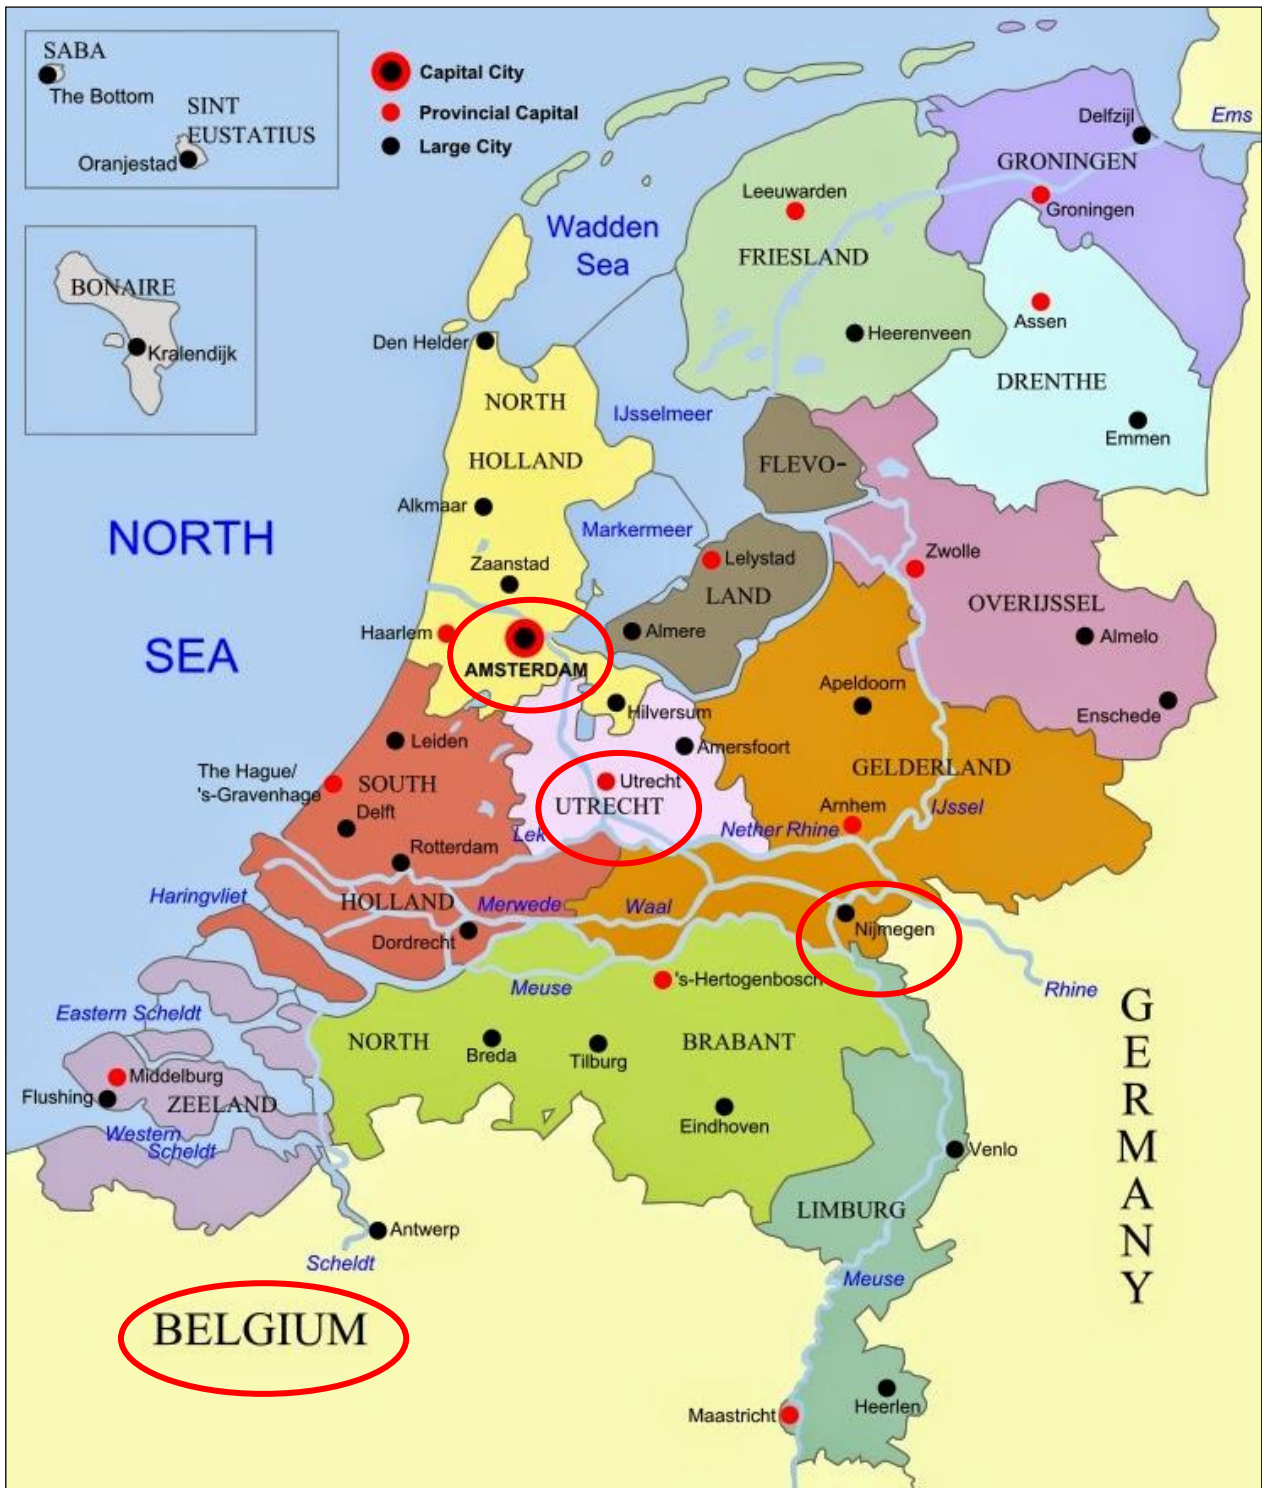 SABA
The Bottom
SINT
EUSTATIUS
Oranjestad
BONAIRE
Kralendijk
Capital City
Provincial Capital
Large City
Ems
Delfzijl
GRONINGEN
Groningen
Leeuwarden
FRIESLAND
Heerenveen
Wadden
Sea
Assen
DRENTHE
Emmen
Den Helder
NORTH
HOLLAND
IJsselmeer
FLEVO-
Alkmaar
Markermeer
NORTH
SEA
Zaanstad
Lelystad
LAND
Zwolle
OVERIJSSEL
Almelo
Haarlem
AMSTERDAM
Almere
Enschede
Apeldoorn
Hilversum
Amersfoort
Leiden
The Hague/
's-Gravenhage
SOUTH
Delft
Utrecht
UTRECHT
GELDERLAND
Arnhem
IJssel
Nether Rhine
Lek
Rotterdam
Haringvliet
HOLLAND
Merwede
Waal
Dordrecht
Nijmegen
Meuse
's-Hertogenbosch
Rhine
Eastern Scheldt
NORTH
Breda
Tilburg
BRABANT
Middelburg
Flushing
ZEELAND
Western
Scheldt
Eindhoven
Venlo
GERMANY
LIMBURG
Antwerp
Scheldt
Meuse
BELGIUM
Maastricht
Heerlen